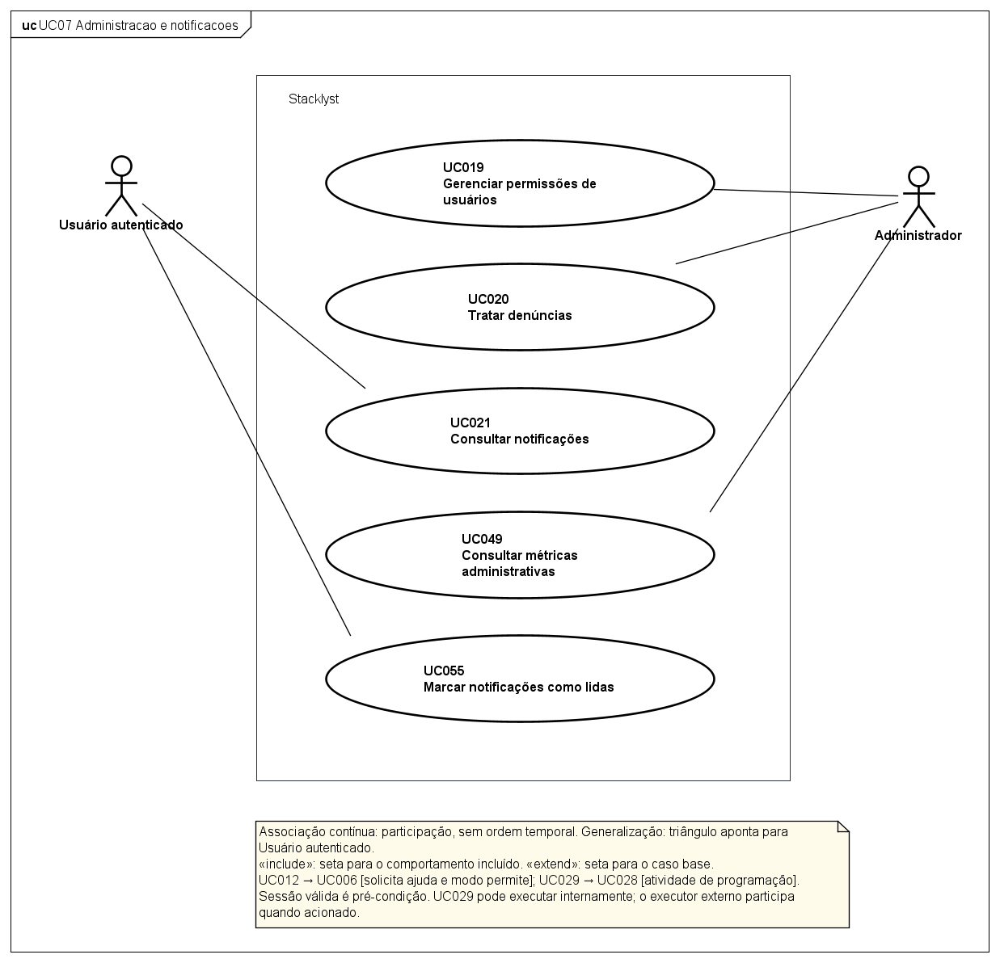 uc UC07 Administracao e notificacoes
Stacklyst
UC019
Gerenciar permissões de
usuários
Usuário autenticado
Administrador
UC020
Tratar denúncias
UC021
Consultar notificações
UC049
Consultar métricas
administrativas
UC055
Marcar notificações como lidas
Associação contínua: participação, sem ordem temporal. Generalização: triângulo aponta para
Usuário autenticado.
«include»: seta para o comportamento incluído. «extend»: seta para o caso base.
UC012 → UC006 [solicita ajuda e modo permite]; UC029 → UC028 [atividade de programação].
Sessão válida é pré-condição. UC029 pode executar internamente; o executor externo participa
quando acionado.